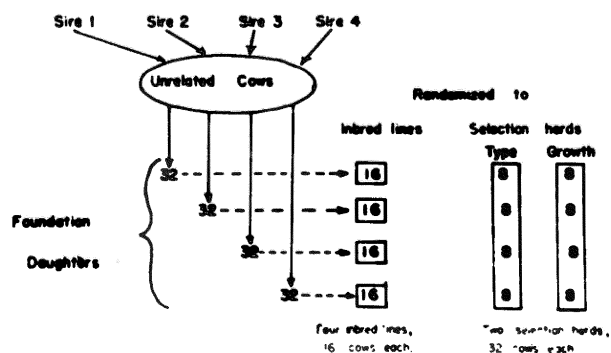 Sire 1 Sire 2 Sire 3 Sire 4
Unrelated Cows
Randomized to
Inbred lines Selection herds
Type Growth
32 16 8 8
32 16 8 8
Foundation
32 16 8 8
Daughters
32 16 8 8
Four inbred lines, Two selection herds,
16 cows each. 32 cows each